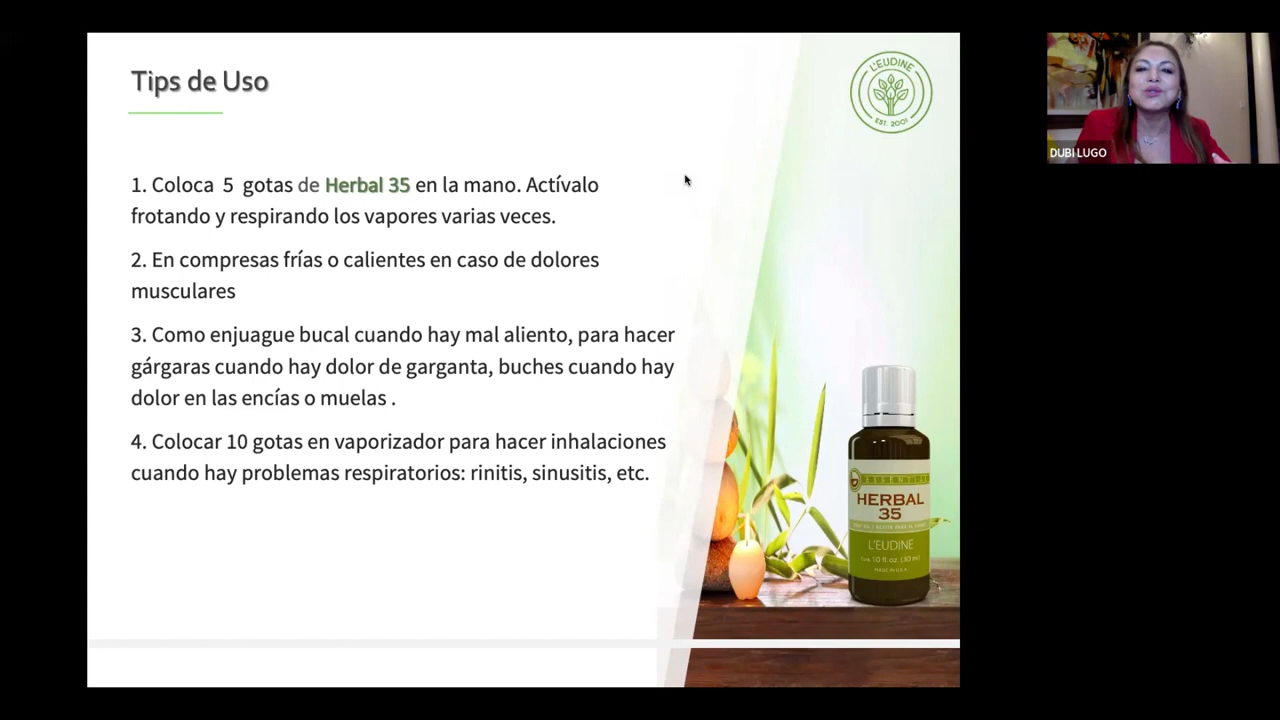 Tips de Uso
L'EUDINE
EST. 2001
1. Coloca 5 gotas de Herbal 35 en la mano. Actívalo
frotando y respirando los vapores varias veces.
2. En compresas frías o calientes en caso de dolores
musculares
3. Como enjuague bucal cuando hay mal aliento, para hacer
gárgaras cuando hay dolor de garganta, buches cuando hay
dolor en las encías o muelas .
4. Colocar 10 gotas en vaporizador para hacer inhalaciones
cuando hay problemas respiratorios: rinitis, sinusitis, etc.
HERBAL
35
L'EUDINE
MADE IN U.S.A.
DUBI LUGO